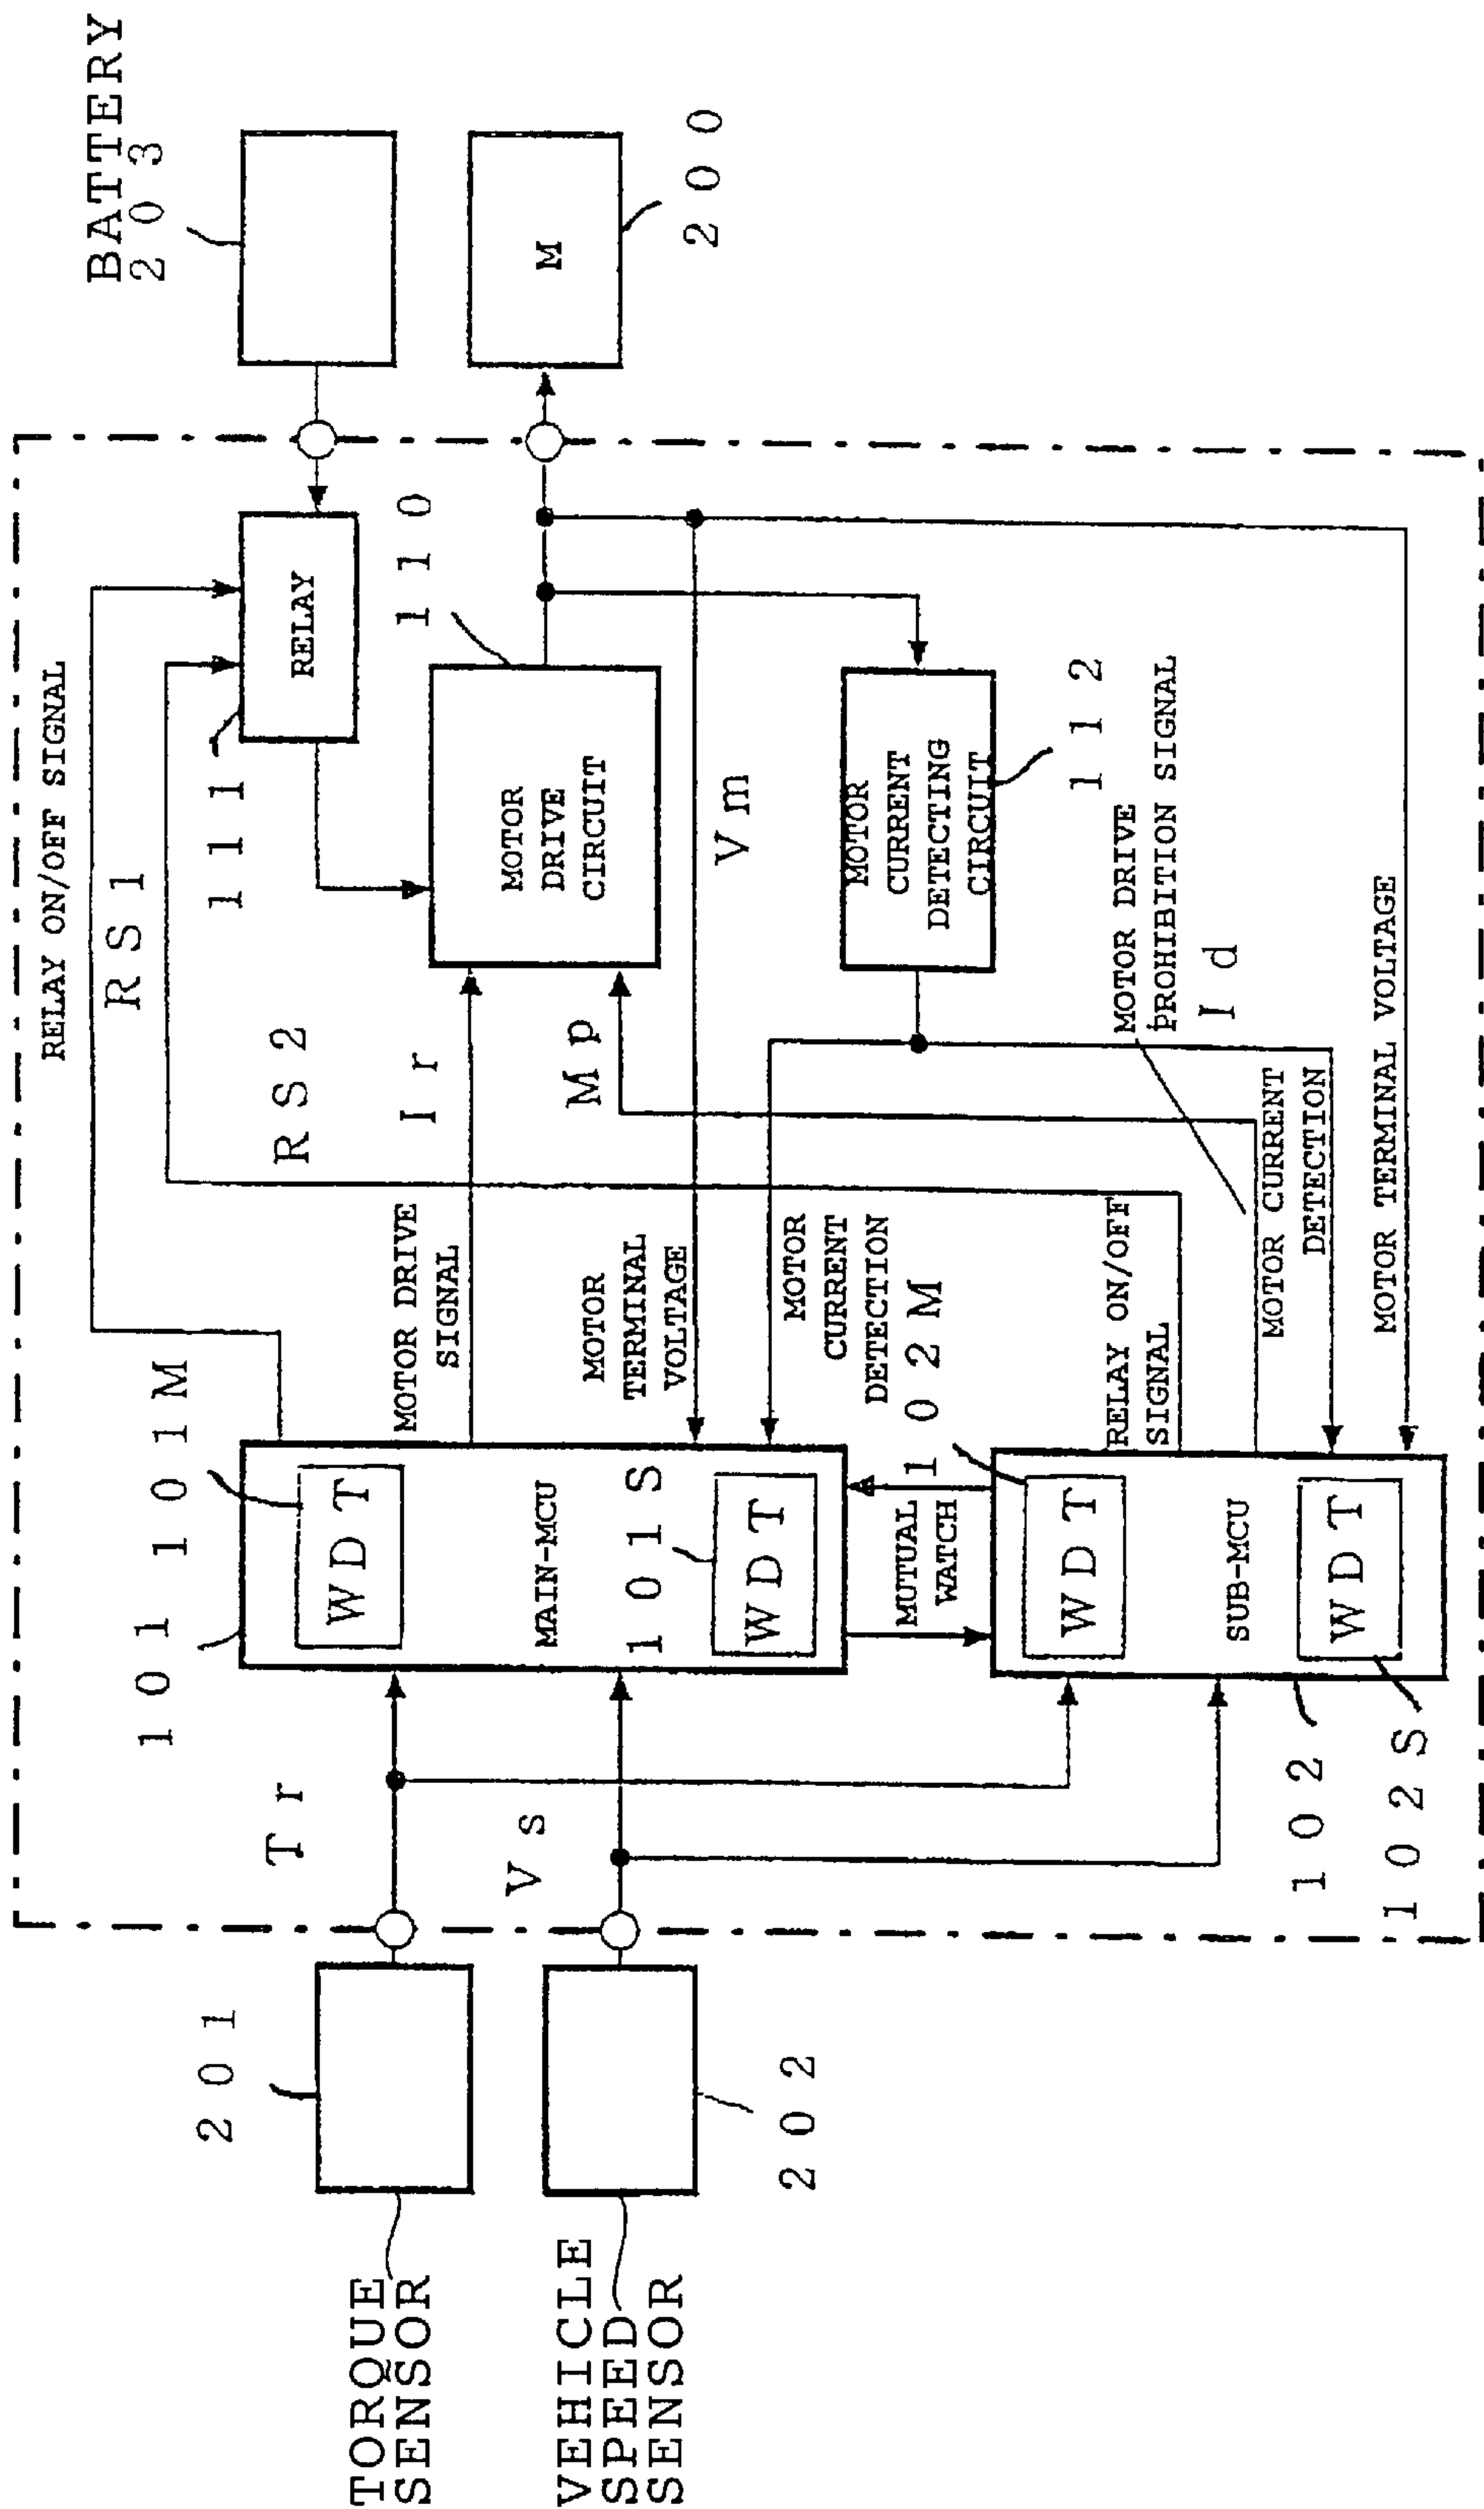 RELAY ON/OFF SIGNAL
RS1
BATTERY
203
101
101M
RS2
111
RELAY
201
Tr
WDT
MOTOR DRIVE
SIGNAL
Ir
110
TORQUE
SENSOR
MAIN-MCU
MOTOR
DRIVE
CIRCUIT
M
Vs
Mp
200
VEHICLE
SPEED
SENSOR
101S
MOTOR
TERMINAL
VOLTAGE
Vm
WDT
202
MOTOR
CURRENT
DETECTION
MOTOR
CURRENT
DETECTING
CIRCUIT
MUTUAL
WATCH
102M
112
WDT
RELAY ON/OFF
SIGNAL
MOTOR DRIVE
PROHIBITION SIGNAL
SUB-MCU
Id
MOTOR CURRENT
DETECTION
102
WDT
MOTOR TERMINAL VOLTAGE
102S